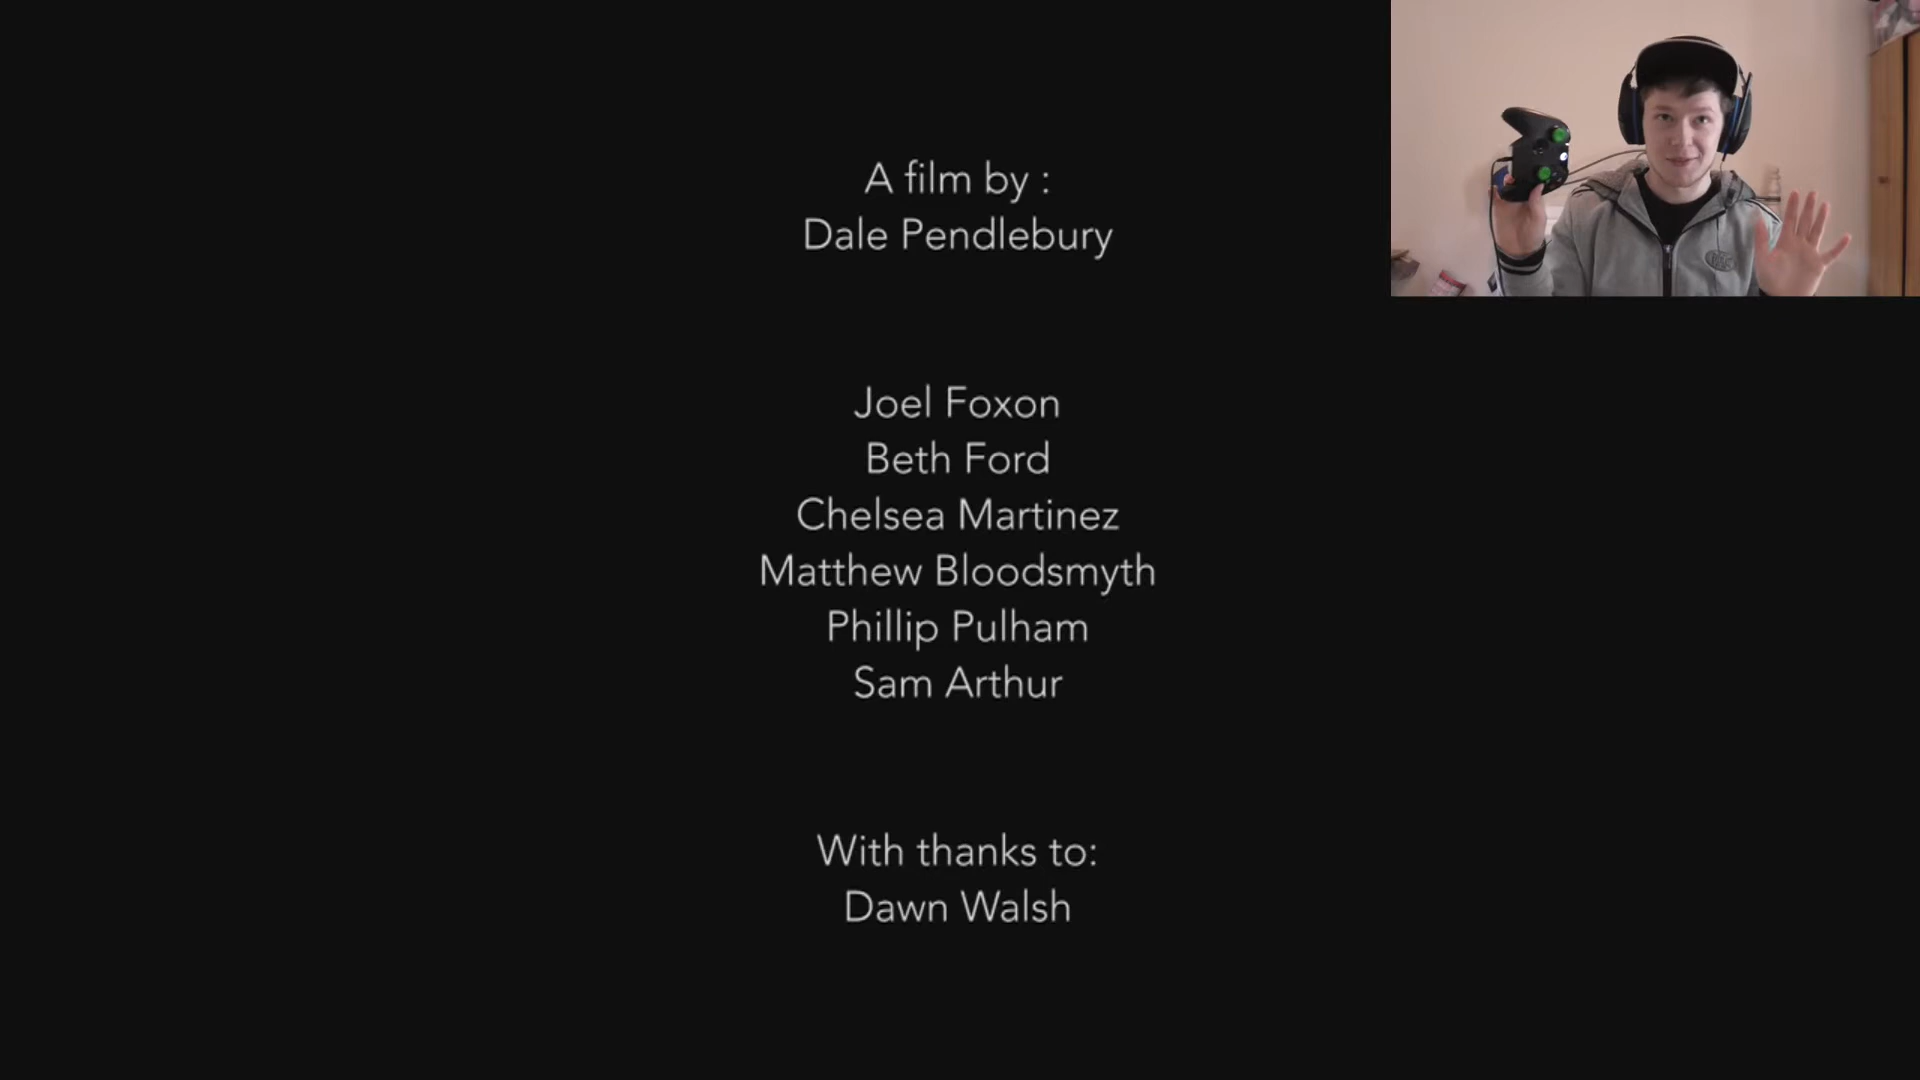 A film by :
Dale Pendlebury
Joel Foxon
Beth Ford
Chelsea Martinez
Matthew Bloodsmyth
Phillip Pulham
Sam Arthur
With thanks to:
Dawn Walsh